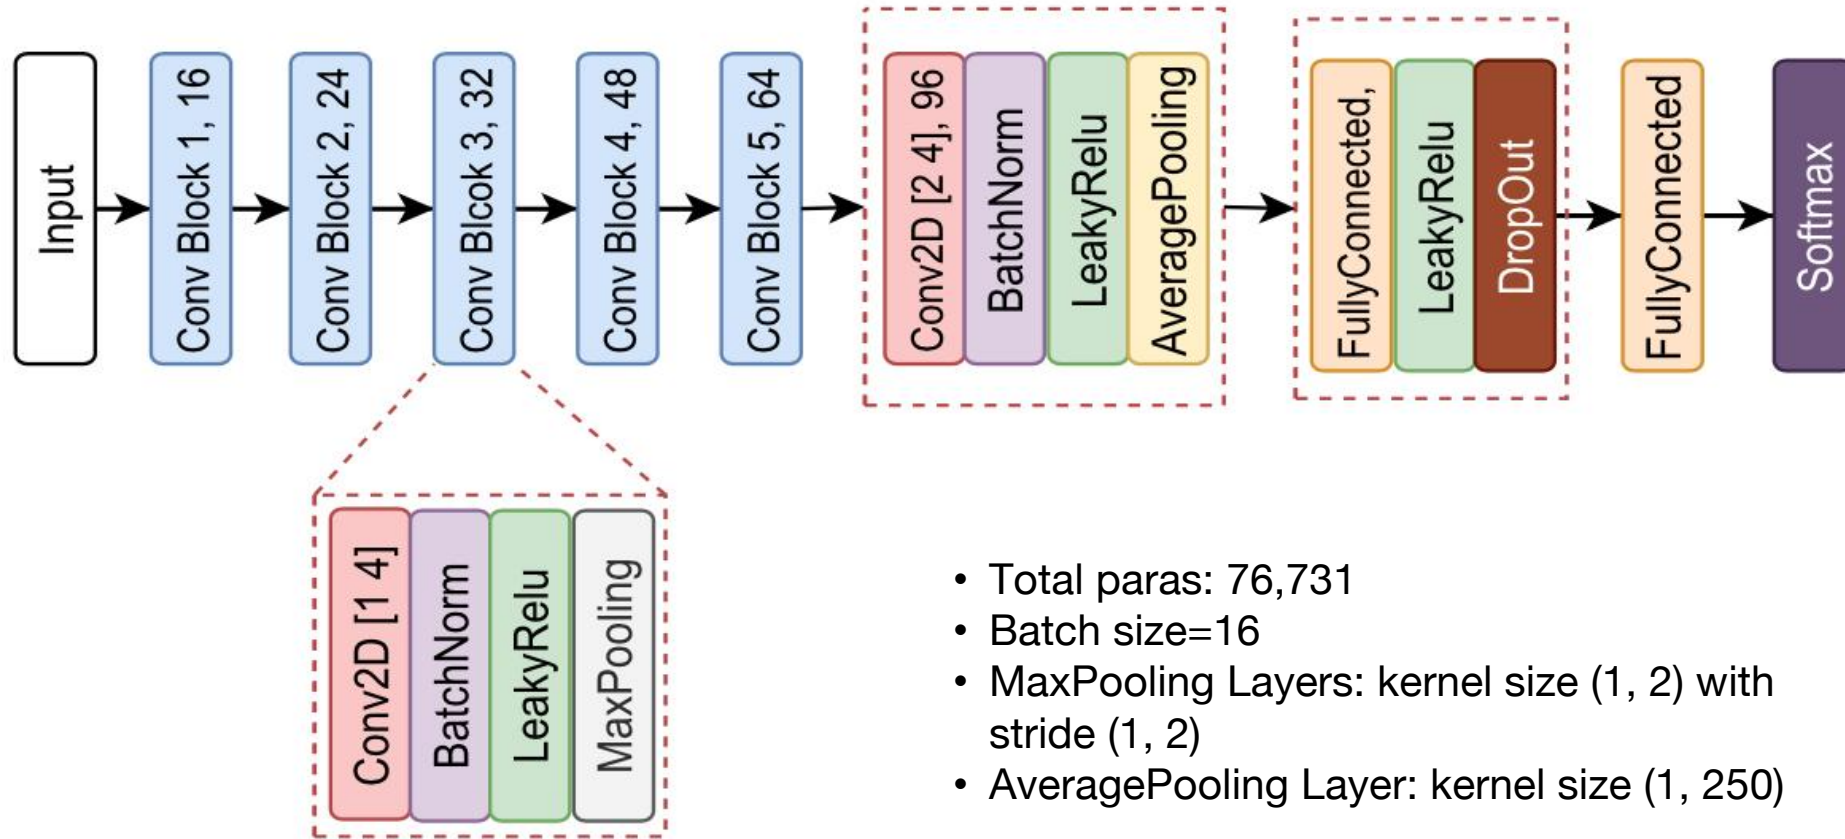 Input
Conv Block 1, 16
Conv Block 2, 24
Conv Blcok 3, 32
Conv Block 4, 48
Conv Block 5, 64
Conv2D [2 4], 96
BatchNorm
LeakyRelu
AveragePooling
FullyConnected,
LeakyRelu
DropOut
FullyConnected
Softmax
Conv2D [1 4]
BatchNorm
LeakyRelu
MaxPooling
• Total paras: 76,731
• Batch size=16
• MaxPooling Layers: kernel size (1, 2) with
stride (1, 2)
• AveragePooling Layer: kernel size (1, 250)